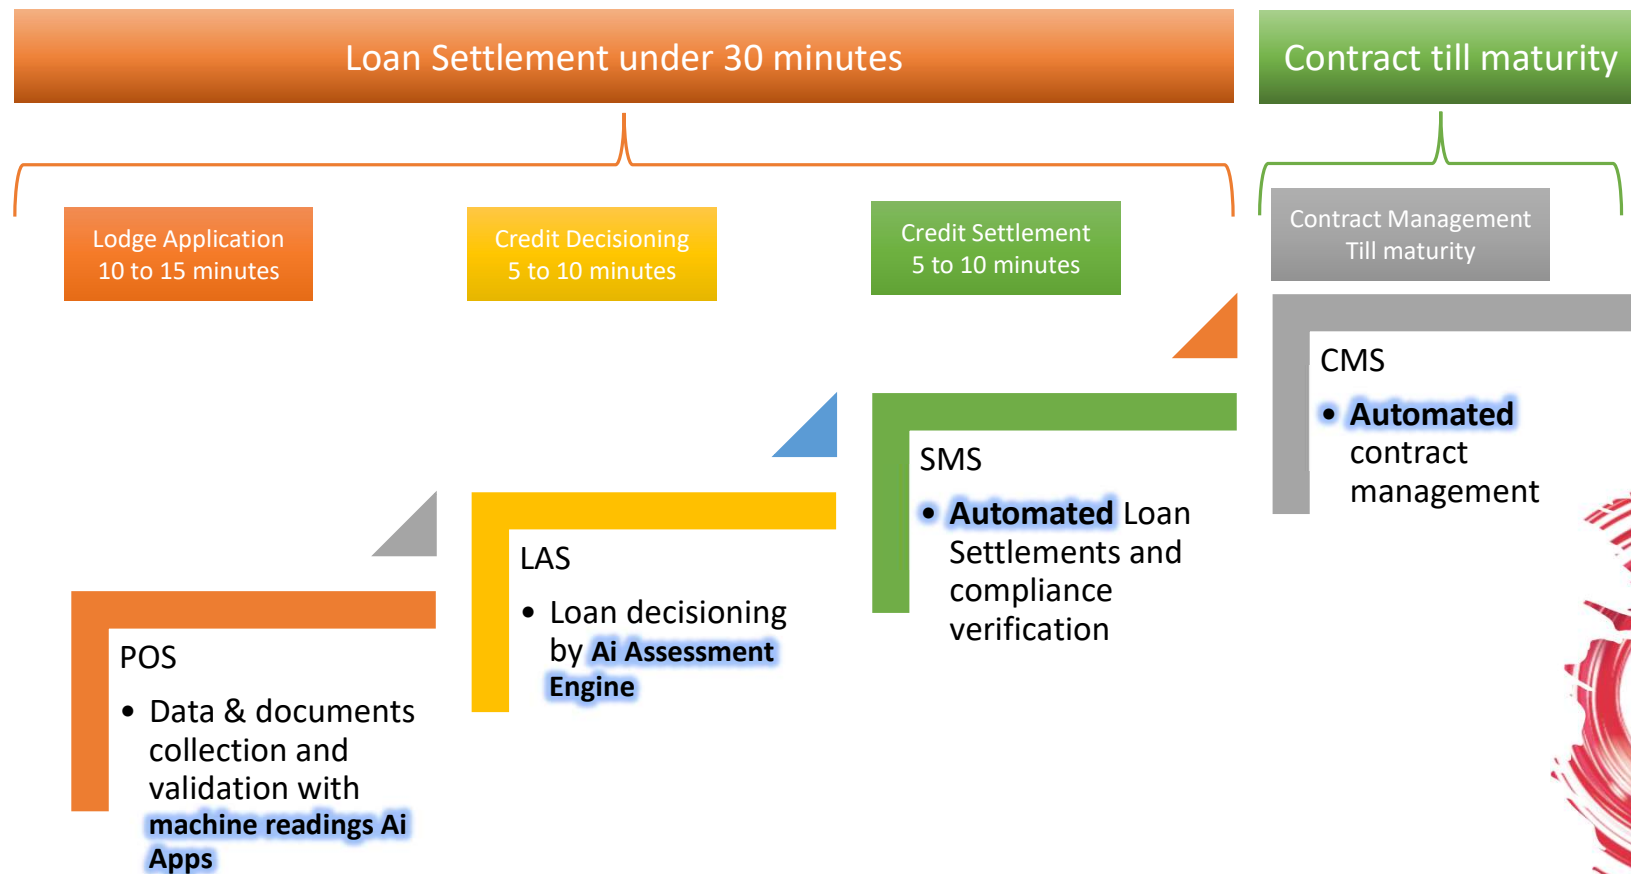 Loan Settlement under 30 minutes
Contract till maturity
Lodge Application
10 to 15 minutes
Credit Decisioning
5 to 10 minutes
Credit Settlement
5 to 10 minutes
Contract Management
Till maturity
POS
• Data & documents
collection and
validation with
machine readings Ai
Apps
LAS
• Loan decisioning
by Ai Assessment
Engine
SMS
• Automated Loan
Settlements and
compliance
verification
CMS
• Automated
contract
management